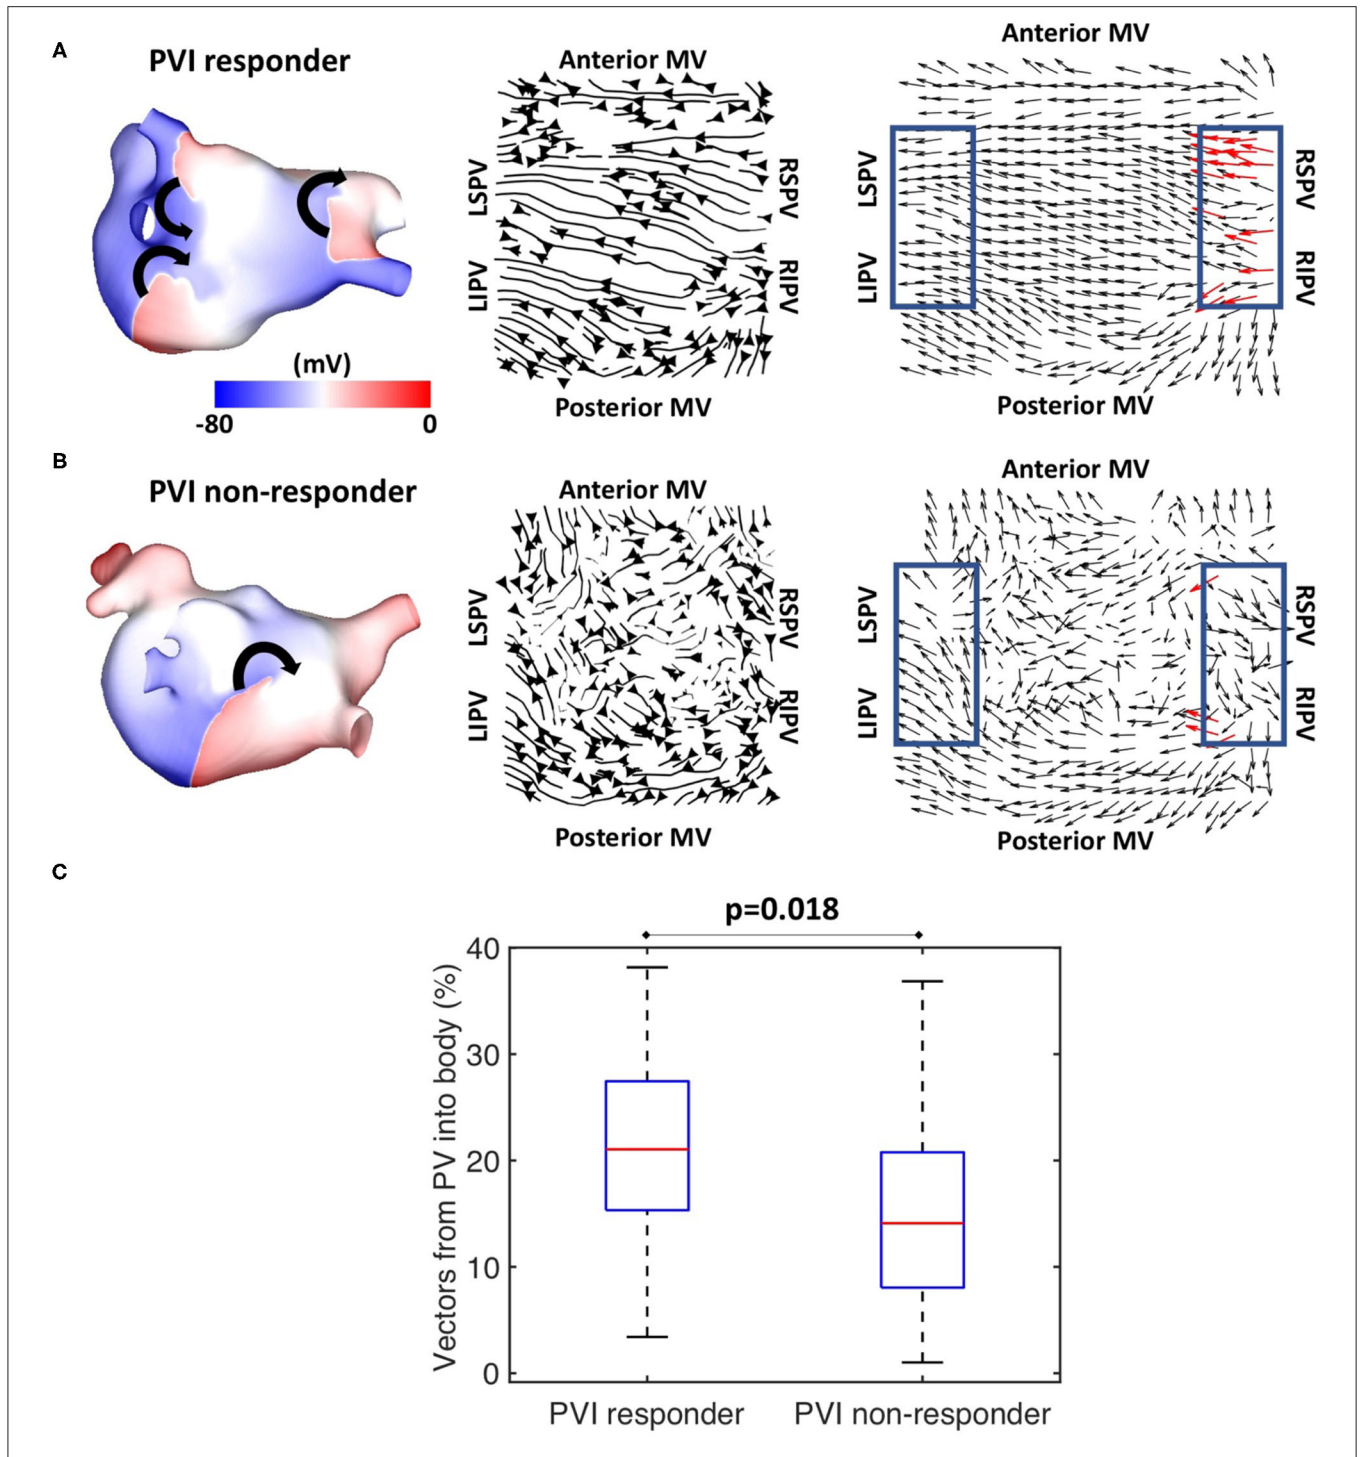 A
PVI responder
Anterior MV
LSPV
LIPV
RSPV
RIPV
Posterior MV
Anterior MV
LSPV
LIPV
RSPV
RIPV
Posterior MV
(mV)
-80
0
B
PVI non-responder
Anterior MV
LSPV
LIPV
RSPV
RIPV
Posterior MV
Anterior MV
LSPV
LIPV
RSPV
RIPV
Posterior MV
C
p=0.018
Vectors from PV into body (%)
40
30
20
10
0
PVI responder
PVI non-responder